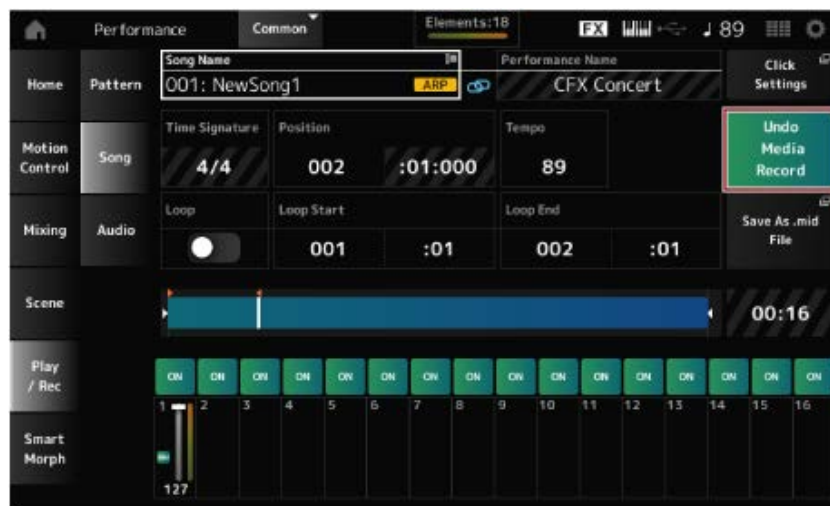 Performance
Common
Elements:18
FX
89
Home
Motion
Control
Mixing
Scene
Play
/ Rec
Smart
Morph
Pattern
Song
Audio
Song Name
001: NewSong1
ARP
Performance Name
CFX Concert
Click
Settings
Time Signature
4/4
Position
002 :01:000
Tempo
89
Undo
Media
Record
Loop
Loop Start
001 :01
Loop End
002 :01
Save As .mid
File
00:16
ON ON ON ON ON ON ON ON ON ON ON ON ON ON ON ON
1 2 3 4 5 6 7 8 9 10 11 12 13 14 15 16
127